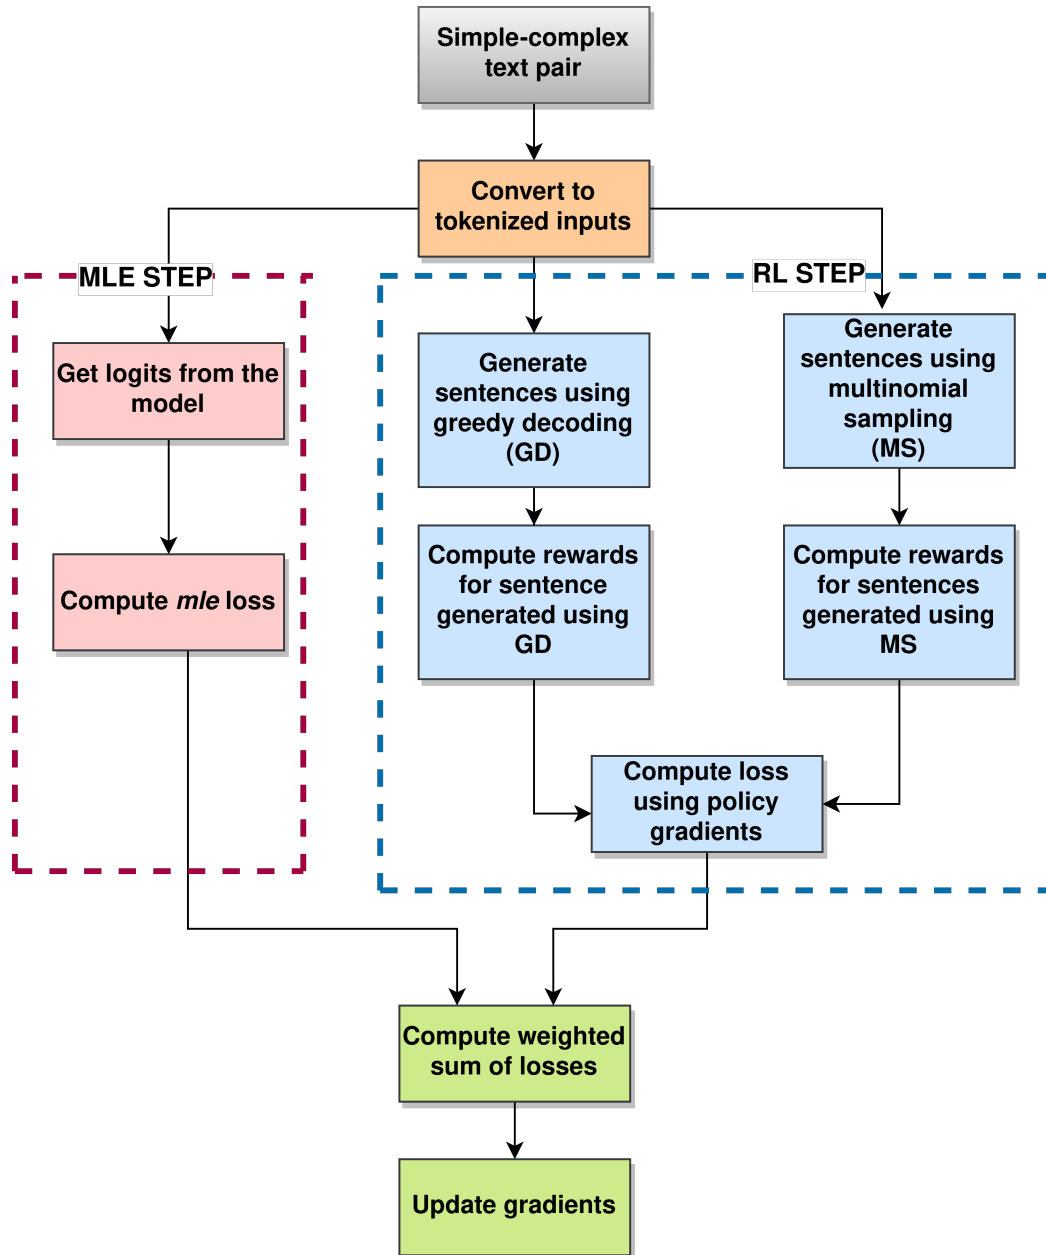 Simple-complex
text pair
Convert to
tokenized inputs
MLE STEP
RL STEP
Get logits from the
model
Compute mle loss
Generate
sentences using
greedy decoding
(GD)
Generate
sentences using
multinomial
sampling
(MS)
Compute rewards
for sentence
generated using
GD
Compute rewards
for sentences
generated using
MS
Compute loss
using policy
gradients
Compute weighted
sum of losses
Update gradients